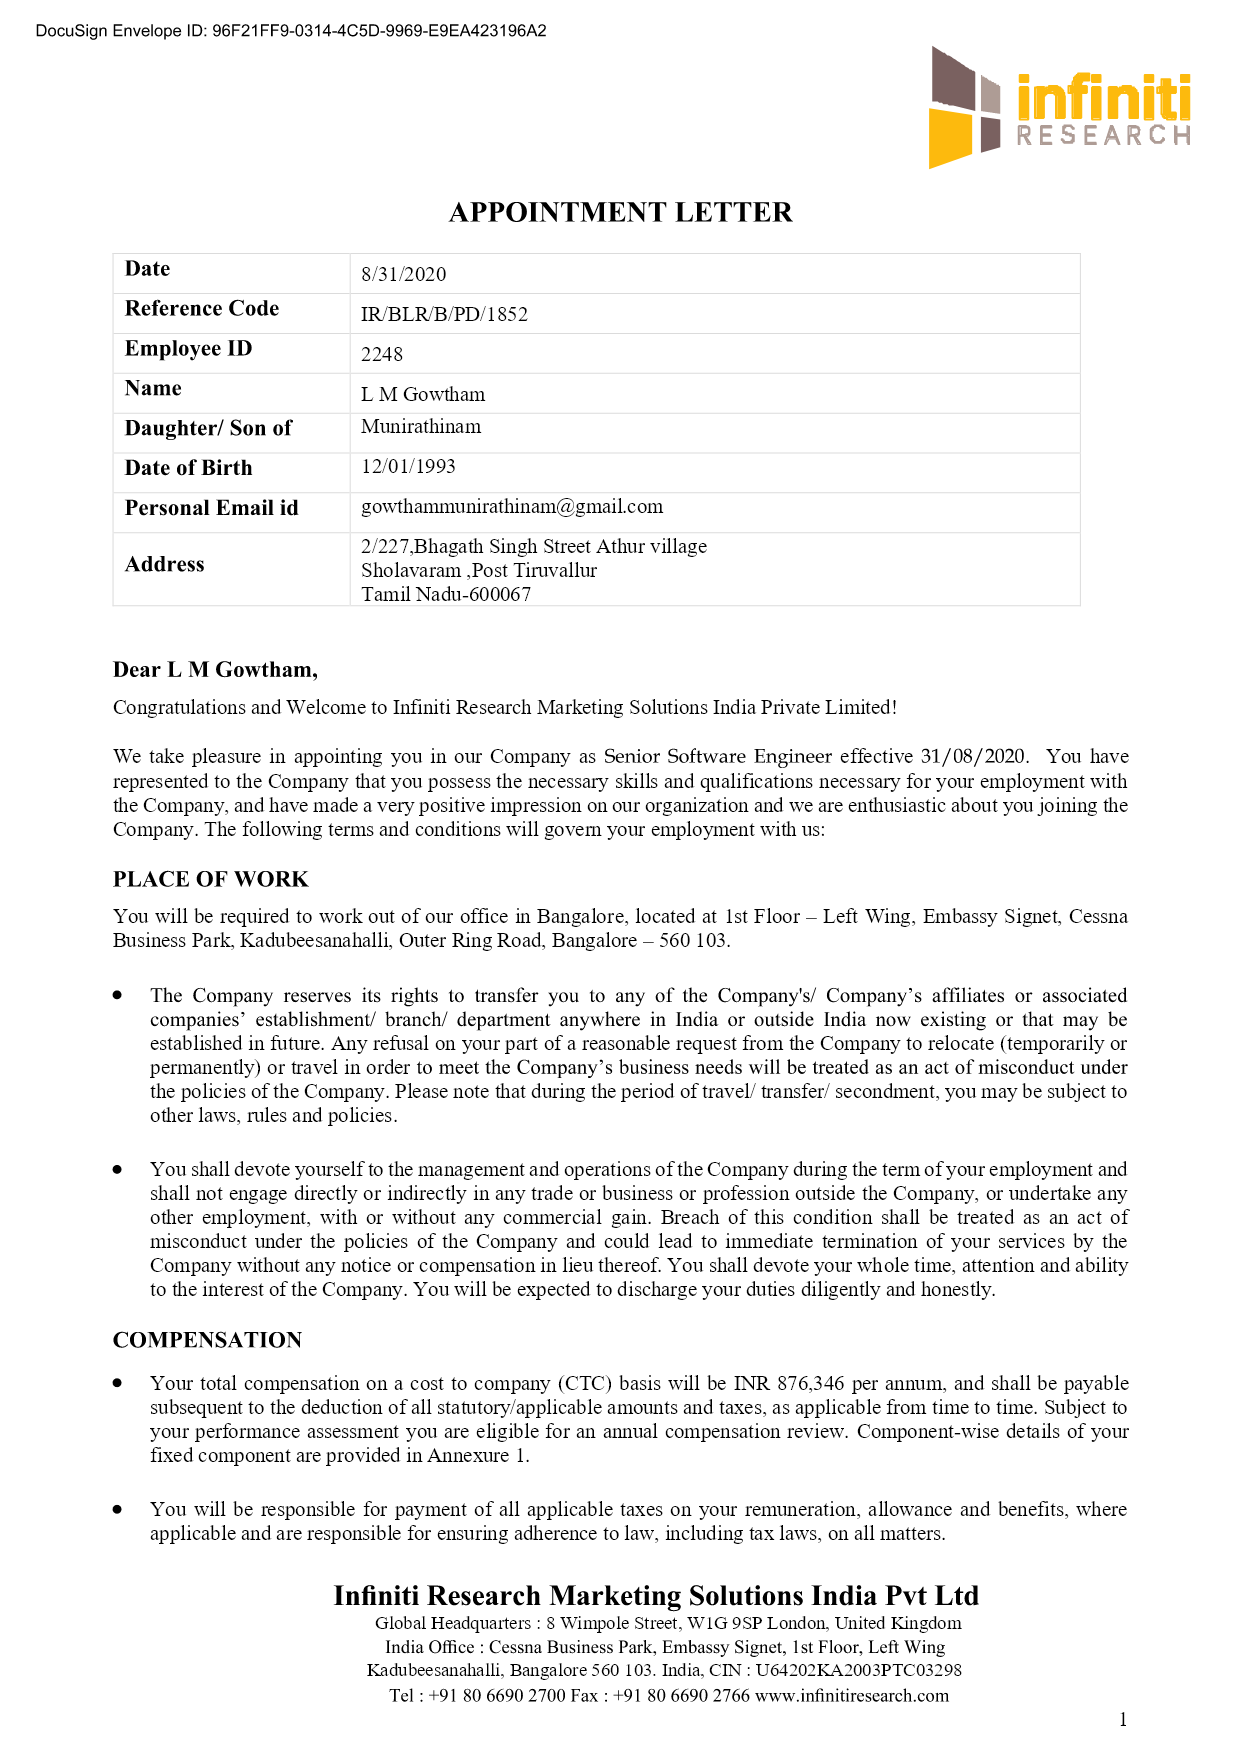 DocuSign Envelope ID: 96F21FF9-0314-4C5D-9969-E9EA423196A2
infiniti
RESEARCH
APPOINTMENT LETTER
Date 8/31/2020
Reference Code IR/BLR/B/PD/1852
Employee ID 2248
Name L M Gowtham
Daughter/ Son of Munirathinam
Date of Birth 12/01/1993
Personal Email id gowthammunirathinam@gmail.com
Address 2/227,Bhagath Singh Street Athur village
Sholavaram ,Post Tiruvallur
Tamil Nadu-600067
Dear L M Gowtham,
Congratulations and Welcome to Infiniti Research Marketing Solutions India Private Limited!
We take pleasure in appointing you in our Company as Senior Software Engineer effective 31/08/2020. You have
represented to the Company that you possess the necessary skills and qualifications necessary for your employment with
the Company, and have made a very positive impression on our organization and we are enthusiastic about you joining the
Company. The following terms and conditions will govern your employment with us:
PLACE OF WORK
You will be required to work out of our office in Bangalore, located at 1st Floor – Left Wing, Embassy Signet, Cessna
Business Park, Kadubeesanahalli, Outer Ring Road, Bangalore – 560 103.
• The Company reserves its rights to transfer you to any of the Company's/ Company’s affiliates or associated
companies’ establishment/ branch/ department anywhere in India or outside India now existing or that may be
established in future. Any refusal on your part of a reasonable request from the Company to relocate (temporarily or
permanently) or travel in order to meet the Company’s business needs will be treated as an act of misconduct under
the policies of the Company. Please note that during the period of travel/ transfer/ secondment, you may be subject to
other laws, rules and policies.
• You shall devote yourself to the management and operations of the Company during the term of your employment and
shall not engage directly or indirectly in any trade or business or profession outside the Company, or undertake any
other employment, with or without any commercial gain. Breach of this condition shall be treated as an act of
misconduct under the policies of the Company and could lead to immediate termination of your services by the
Company without any notice or compensation in lieu thereof. You shall devote your whole time, attention and ability
to the interest of the Company. You will be expected to discharge your duties diligently and honestly.
COMPENSATION
• Your total compensation on a cost to company (CTC) basis will be INR 876,346 per annum, and shall be payable
subsequent to the deduction of all statutory/applicable amounts and taxes, as applicable from time to time. Subject to
your performance assessment you are eligible for an annual compensation review. Component-wise details of your
fixed component are provided in Annexure 1.
• You will be responsible for payment of all applicable taxes on your remuneration, allowance and benefits, where
applicable and are responsible for ensuring adherence to law, including tax laws, on all matters.
Infiniti Research Marketing Solutions India Pvt Ltd
Global Headquarters : 8 Wimpole Street, W1G 9SP London, United Kingdom
India Office : Cessna Business Park, Embassy Signet, 1st Floor, Left Wing
Kadubeesanahalli, Bangalore 560 103. India, CIN : U64202KA2003PTC03298
Tel : +91 80 6690 2700 Fax : +91 80 6690 2766 www.infinitiresearch.com
1